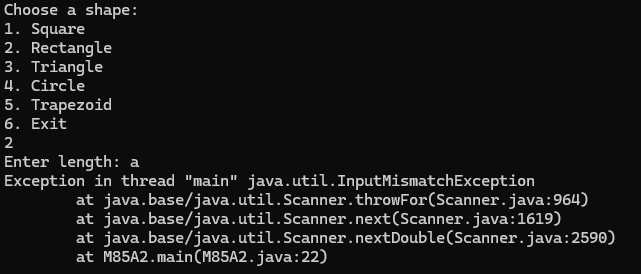 Choose a shape:
1. Square
2. Rectangle
3. Triangle
4. Circle
5. Trapezoid
6. Exit
2
Enter length: a
Exception in thread "main" java.util.InputMismatchException
        at java.base/java.util.Scanner.throwFor(Scanner.java:964)
        at java.base/java.util.Scanner.next(Scanner.java:1619)
        at java.base/java.util.Scanner.nextDouble(Scanner.java:2590)
        at M85A2.main(M85A2.java:22)